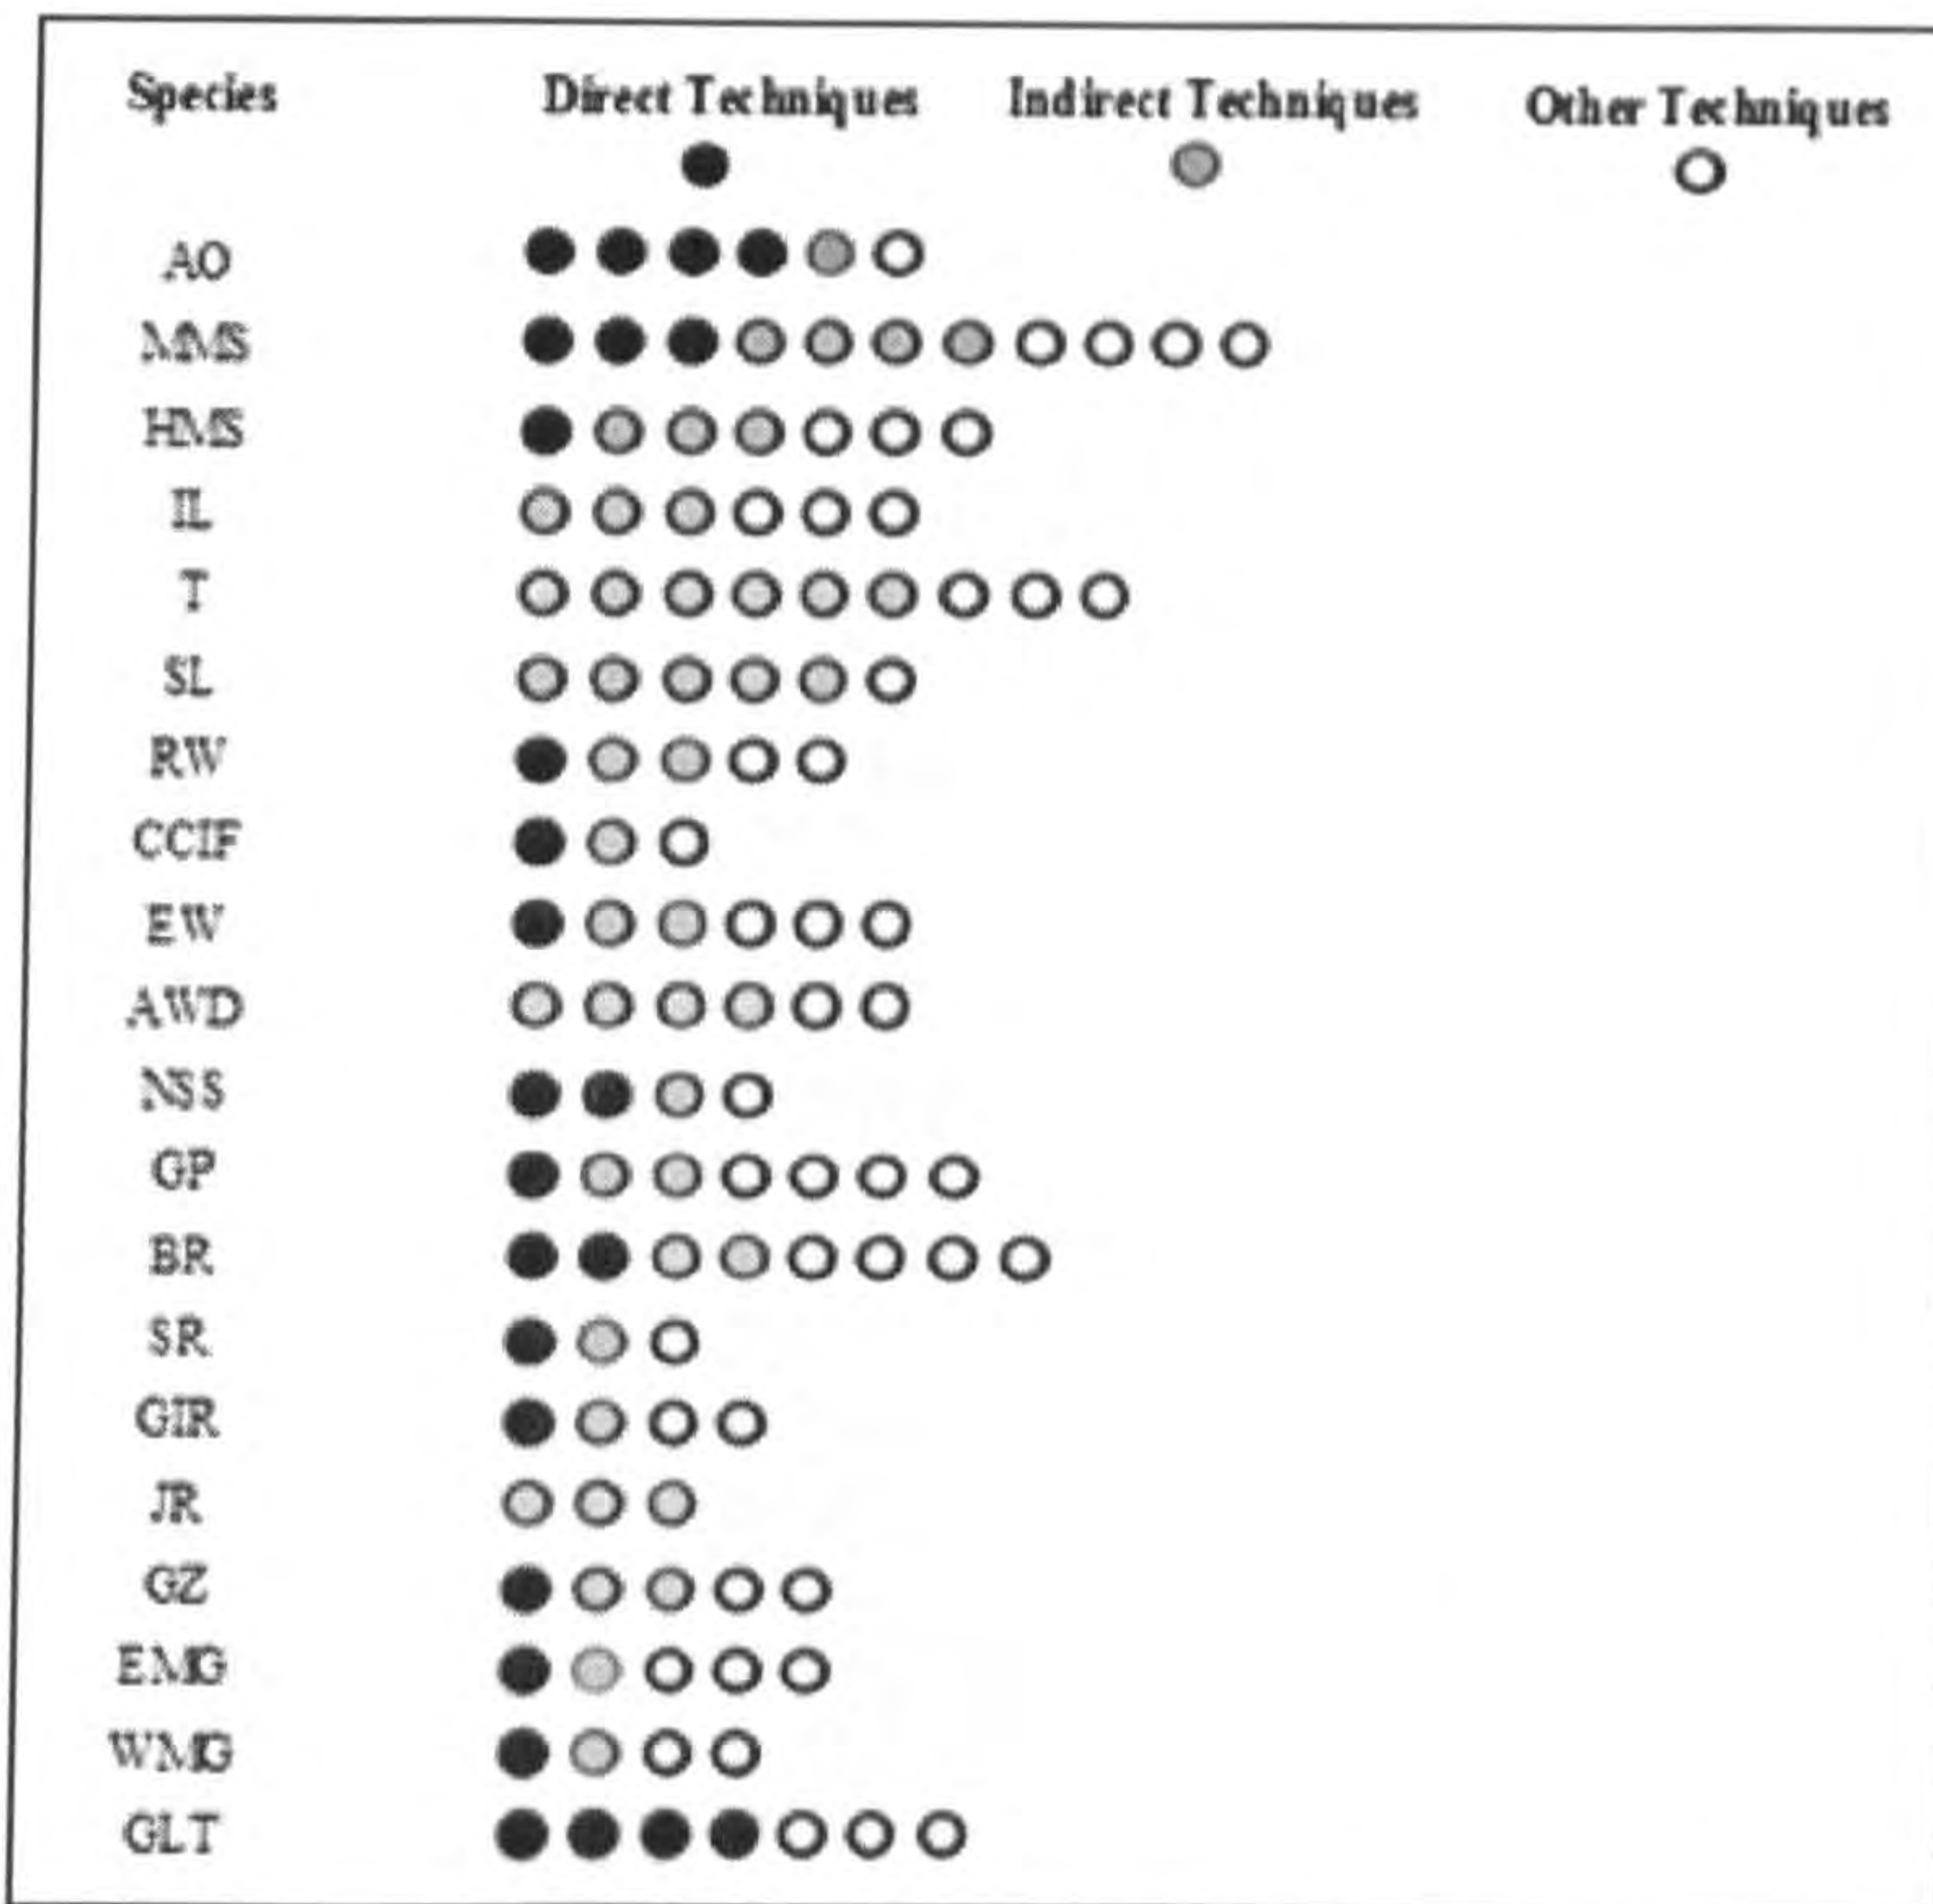 Species Direct Techniques Indirect Techniques Other Techniques
AO
MMS
HMS
IL
T
SL
RW
CCIF
EW
AWD
NSS
GP
BR
SR
GIR
JR
GZ
EMG
WMG
GLT